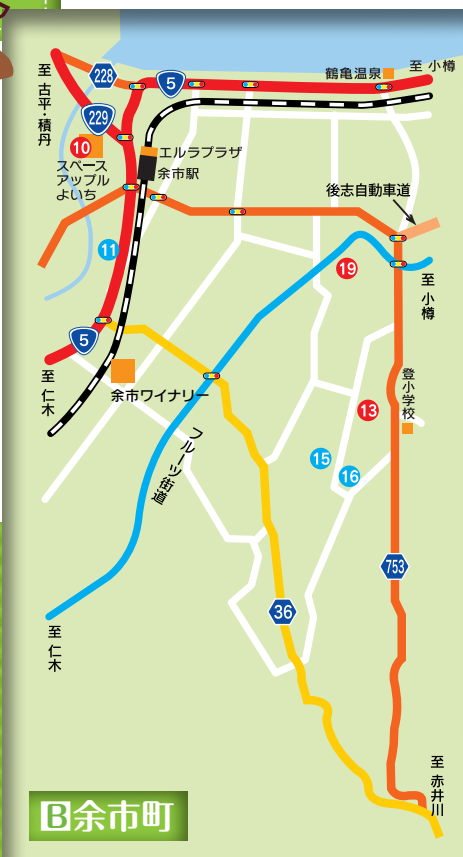 至 小樽
鶴亀温泉
至 古平・積丹
228
5
229
10
スペース
アップル
よいち
エルラプラザ
余市駅
後志自動車道
11
19
至 小樽
5
至 仁木
余市ワイナリー
登小学校
13
フルーツ街道
15
16
753
36
至 仁木
至 赤井川
B余市町